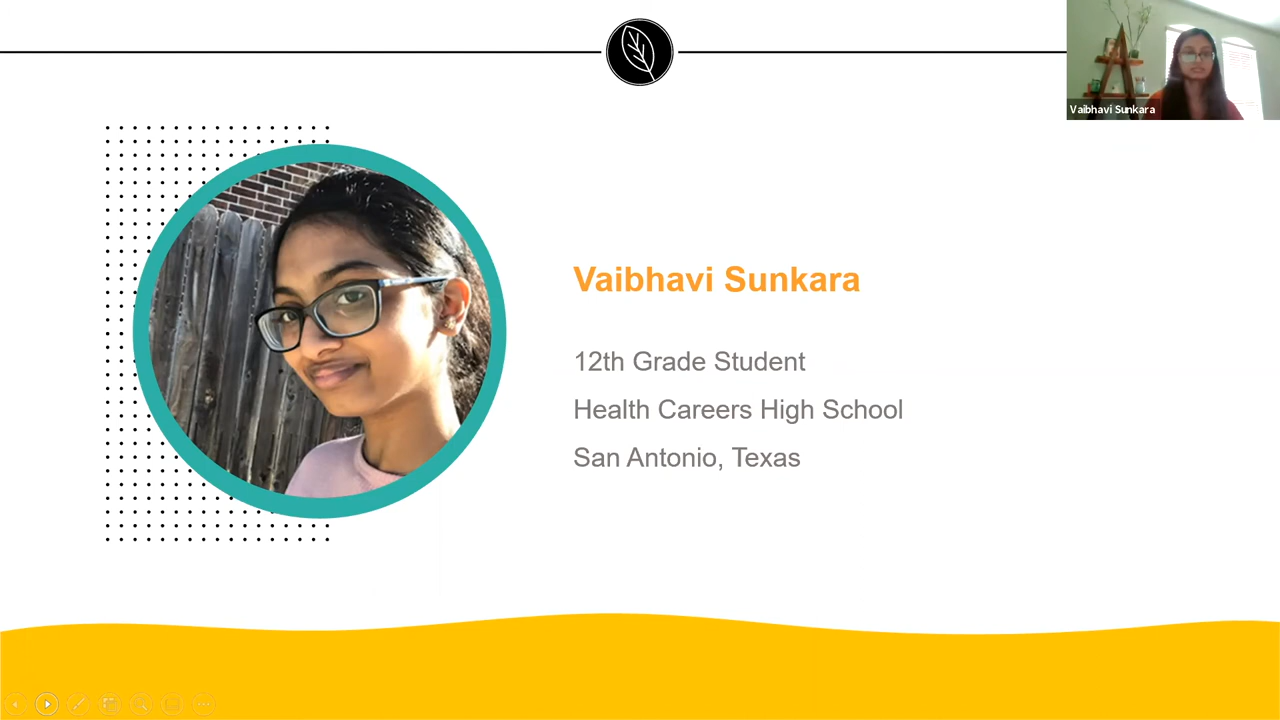 Vaibhavi Sunkara
Vaibhavi Sunkara
12th Grade Student
Health Careers High School
San Antonio, Texas